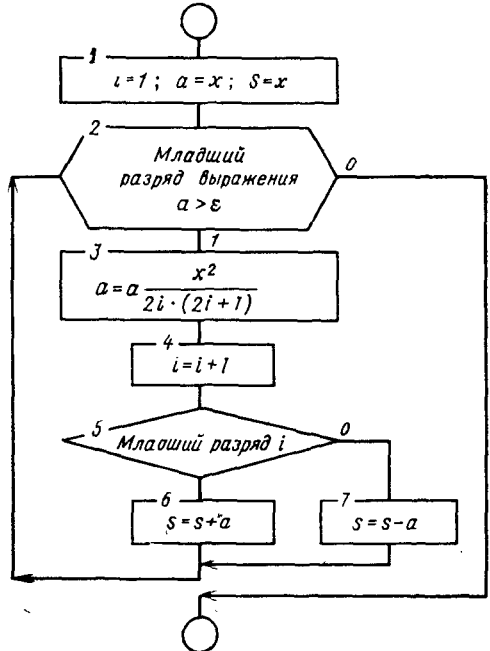 1
i=1 ; a=x ; s=x
2
Младший
разряд выражения
a > ε
0
1
3
a = a x² / 2i · (2i + 1)
4
i = i + 1
5
Младший разряд i
0
6
s = s + a
7
s = s - a